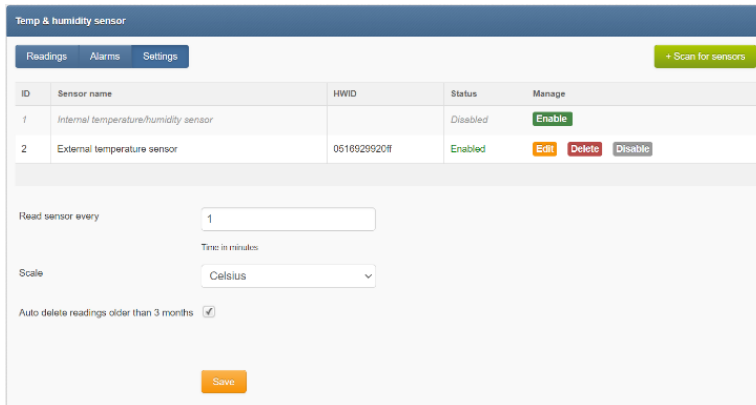 Temp & humidity sensor
Readings Alarms Settings + Scan for sensors
ID Sensor name HWID Status Manage
1 Internal temperature/humidity sensor Disabled Enable
2 External temperature sensor 0516929920ff Enabled Edit Delete Disable
Read sensor every 1
Time in minutes
Scale Celsius
Auto delete readings older than 3 months
Save